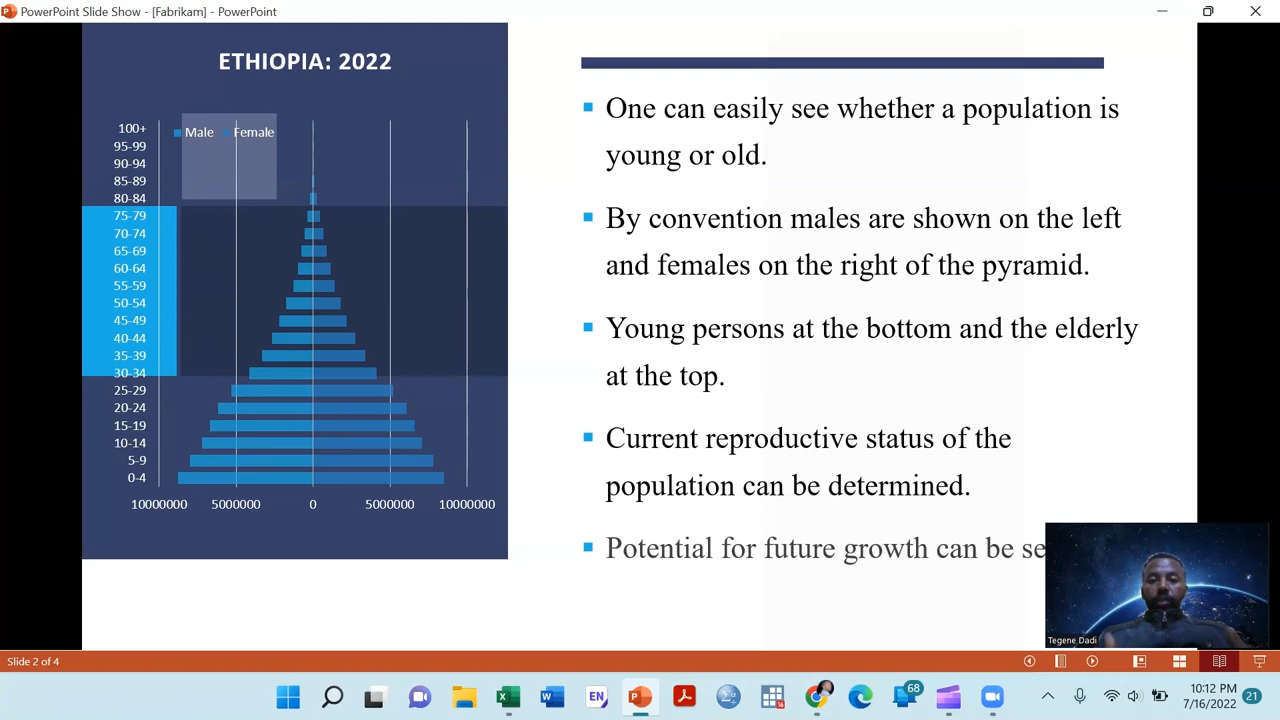 PowerPoint Slide Show - [Fabrikam] - PowerPoint
ETHIOPIA: 2022
Male Female
100+
95-99
90-94
85-89
80-84
75-79
70-74
65-69
60-64
55-59
50-54
45-49
40-44
35-39
30-34
25-29
20-24
15-19
10-14
5-9
0-4
10000000 5000000 0 5000000 10000000
One can easily see whether a population is
young or old.
By convention males are shown on the left
and females on the right of the pyramid.
Young persons at the bottom and the elderly
at the top.
Current reproductive status of the
population can be determined.
Potential for future growth can be se
Tegene Dadi
Slide 2 of 4
EN
16
68
10:12 PM
7/16/2022
21